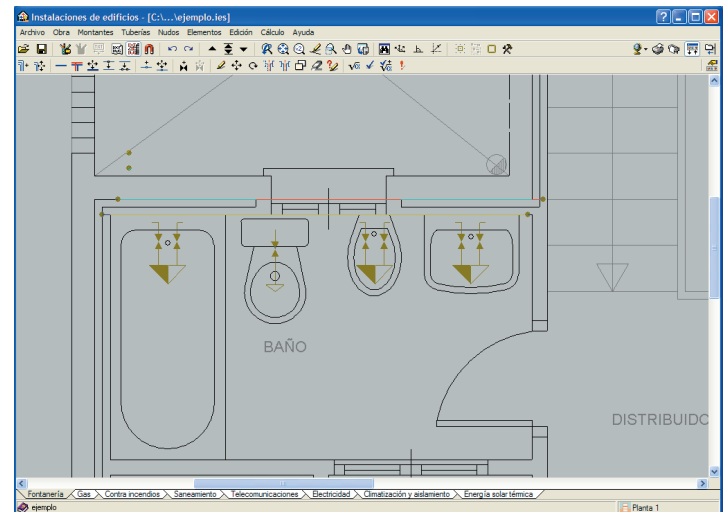 Instalaciones de edificios - [C:\...\ejemplo.ies]
Archivo Obra Montantes Tuberías Nudos Elementos Edición Cálculo Ayuda
BAÑO
DISTRIBUIDO
Fontanería Gas Contra incendios Saneamiento Telecomunicaciones Electricidad Climatización y aislamiento Energía solar térmica
ejemplo Planta 1